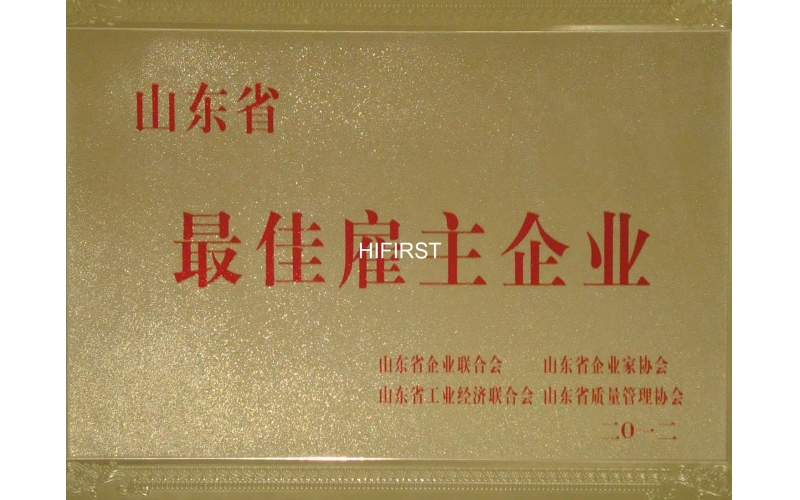 山东省
最佳雇主企业
HIFIRST
山东省企业联合会 山东省企业家协会
山东省工业经济联合会 山东省质量管理协会
二O一二